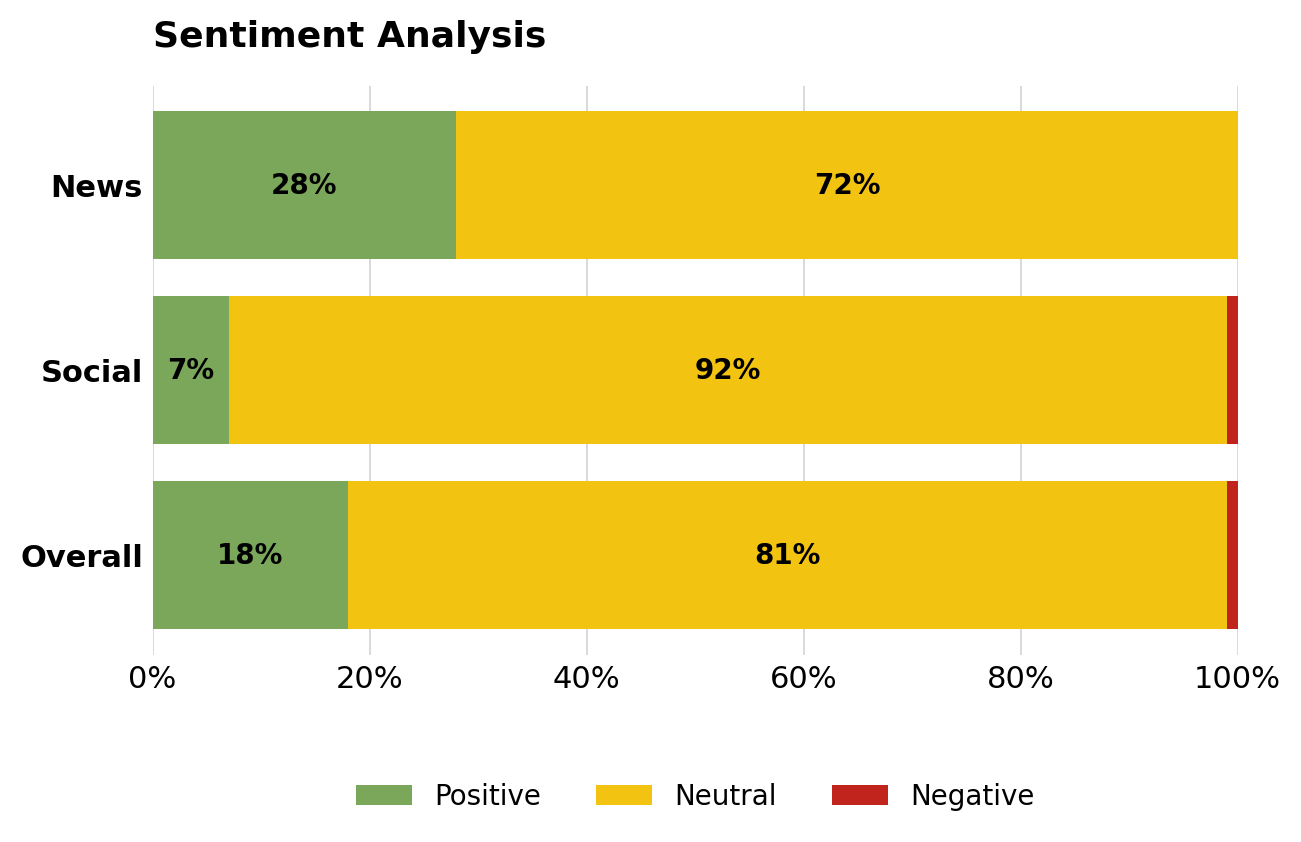 Sentiment Analysis
News
28%
72%
Social
7%
92%
Overall
18%
81%
0% 20% 40% 60% 80% 100%
Positive Neutral Negative